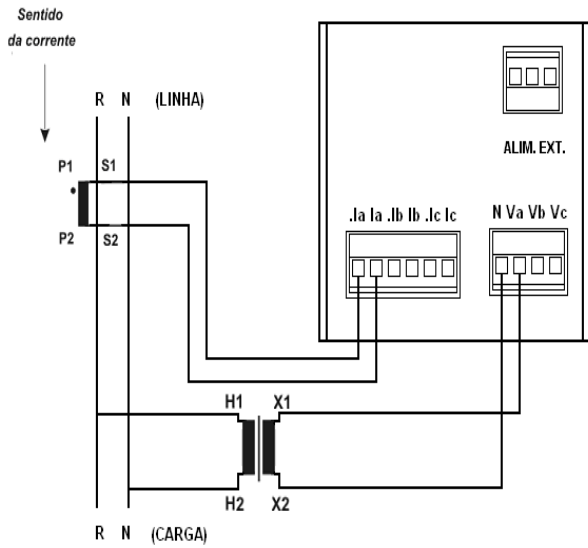 Sentido
da corrente
R N (LINHA)
P1 S1
P2 S2
ALIM. EXT.
.Ia Ia .Ib Ib .Ic Ic
N Va Vb Vc
H1 X1
H2 X2
R N (CARGA)